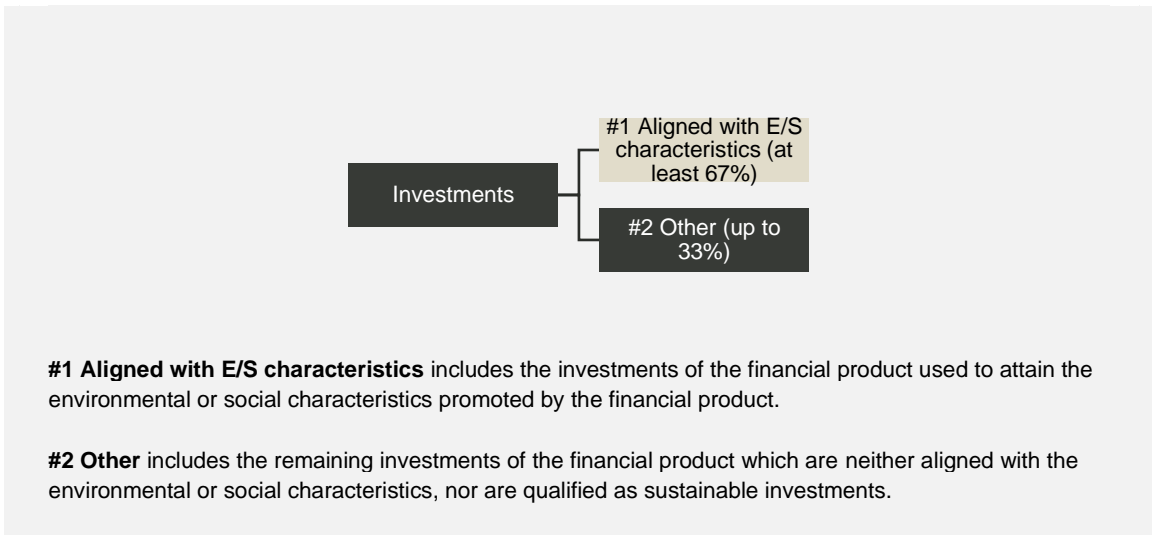 Investments
#1 Aligned with E/S
characteristics (at
least 67%)
#2 Other (up to
33%)
#1 Aligned with E/S characteristics includes the investments of the financial product used to attain the
environmental or social characteristics promoted by the financial product.
#2 Other includes the remaining investments of the financial product which are neither aligned with the
environmental or social characteristics, nor are qualified as sustainable investments.